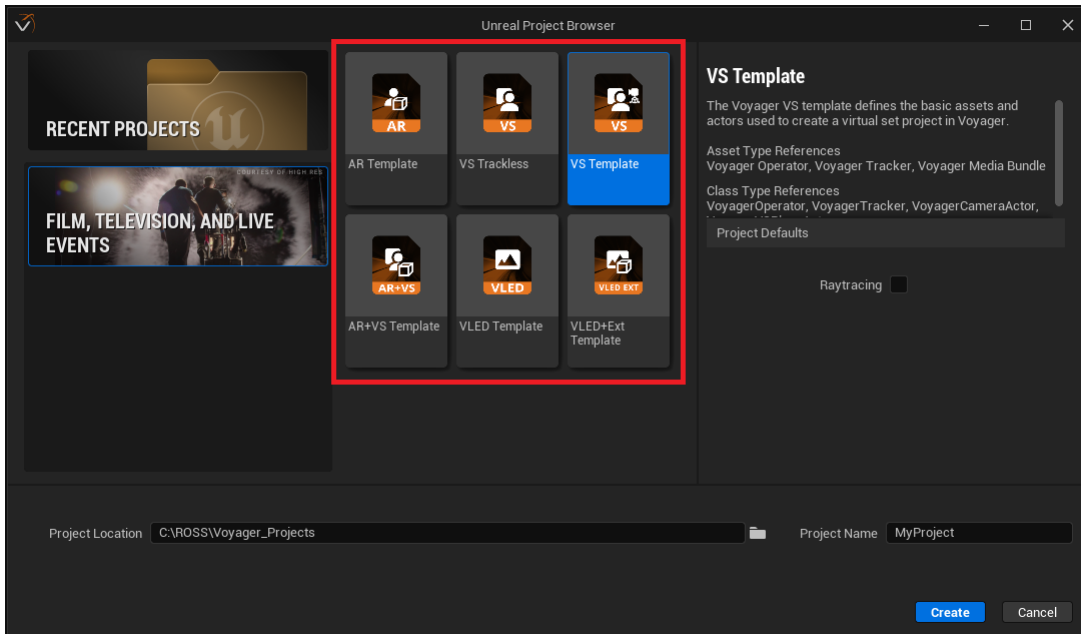 Unreal Project Browser
RECENT PROJECTS
COURTESY OF HIGH RES
FILM, TELEVISION, AND LIVE
EVENTS
AR
AR Template
VS
VS Trackless
VS
VS Template
AR+VS
AR+VS Template
VLED
VLED Template
VLED EXT
VLED+Ext
Template
VS Template
The Voyager VS template defines the basic assets and
actors used to create a virtual set project in Voyager.
Asset Type References
Voyager Operator, Voyager Tracker, Voyager Media Bundle
Class Type References
VoyagerOperator, VoyagerTracker, VoyagerCameraActor,
Project Defaults
Raytracing
Project Location
C:\ROSS\Voyager_Projects
Project Name
MyProject
Create
Cancel